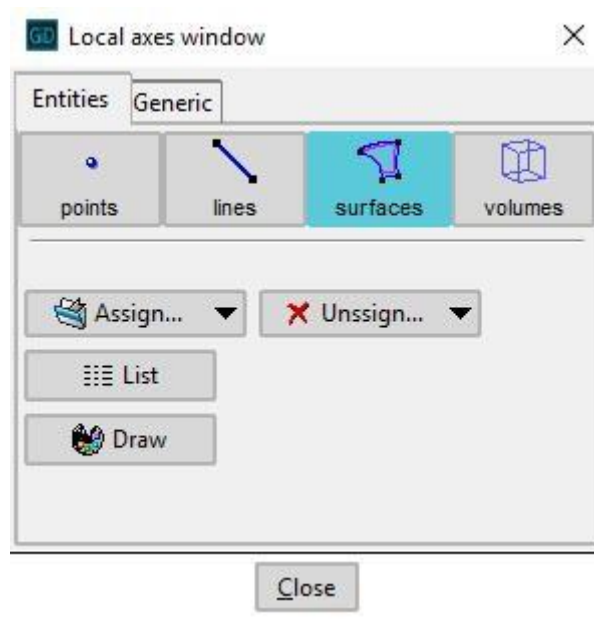 GD Local axes window
Entities Generic
points lines surfaces volumes
Assign... Unssign...
List
Draw
Close